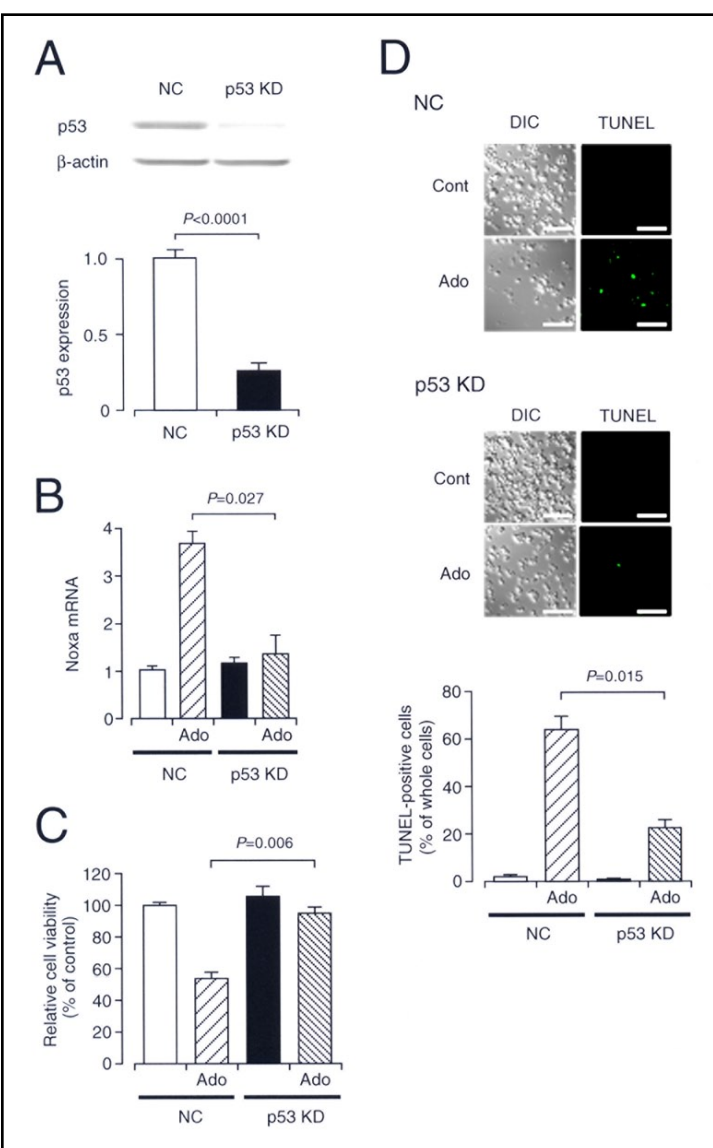 A
NC p53 KD
p53
β-actin
P<0.0001
1.0
0.5
0
p53 expression
NC p53 KD
B
P=0.027
4
3
2
1
0
Noxa mRNA
Ado Ado
NC p53 KD
C
P=0.006
120
100
80
60
40
20
0
Relative cell viability
(% of control)
Ado Ado
NC p53 KD
D
NC
DIC TUNEL
Cont
Ado
p53 KD
DIC TUNEL
Cont
Ado
P=0.015
80
60
40
20
0
TUNEL-positive cells
(% of whole cells)
Ado Ado
NC p53 KD